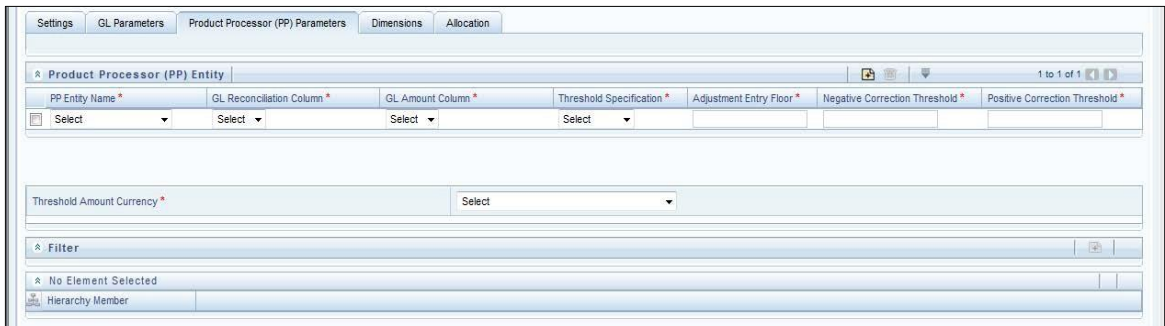 Settings GL Parameters Product Processor (PP) Parameters Dimensions Allocation
Product Processor (PP) Entity 1 to 1 of 1
PP Entity Name * GL Reconciliation Column * GL Amount Column * Threshold Specification * Adjustment Entry Floor * Negative Correction Threshold * Positive Correction Threshold *
Select Select Select Select
Threshold Amount Currency * Select
Filter
No Element Selected
Hierarchy Member